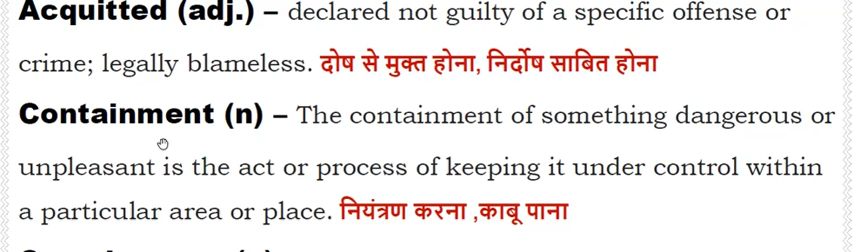 Acquitted (adj.) – declared not guilty of a specific offense or
crime; legally blameless. दोष से मुक्त होना, निर्दोष साबित होना
Containment (n) – The containment of something dangerous or
unpleasant is the act or process of keeping it under control within
a particular area or place. नियंत्रण करना ,काबू पाना